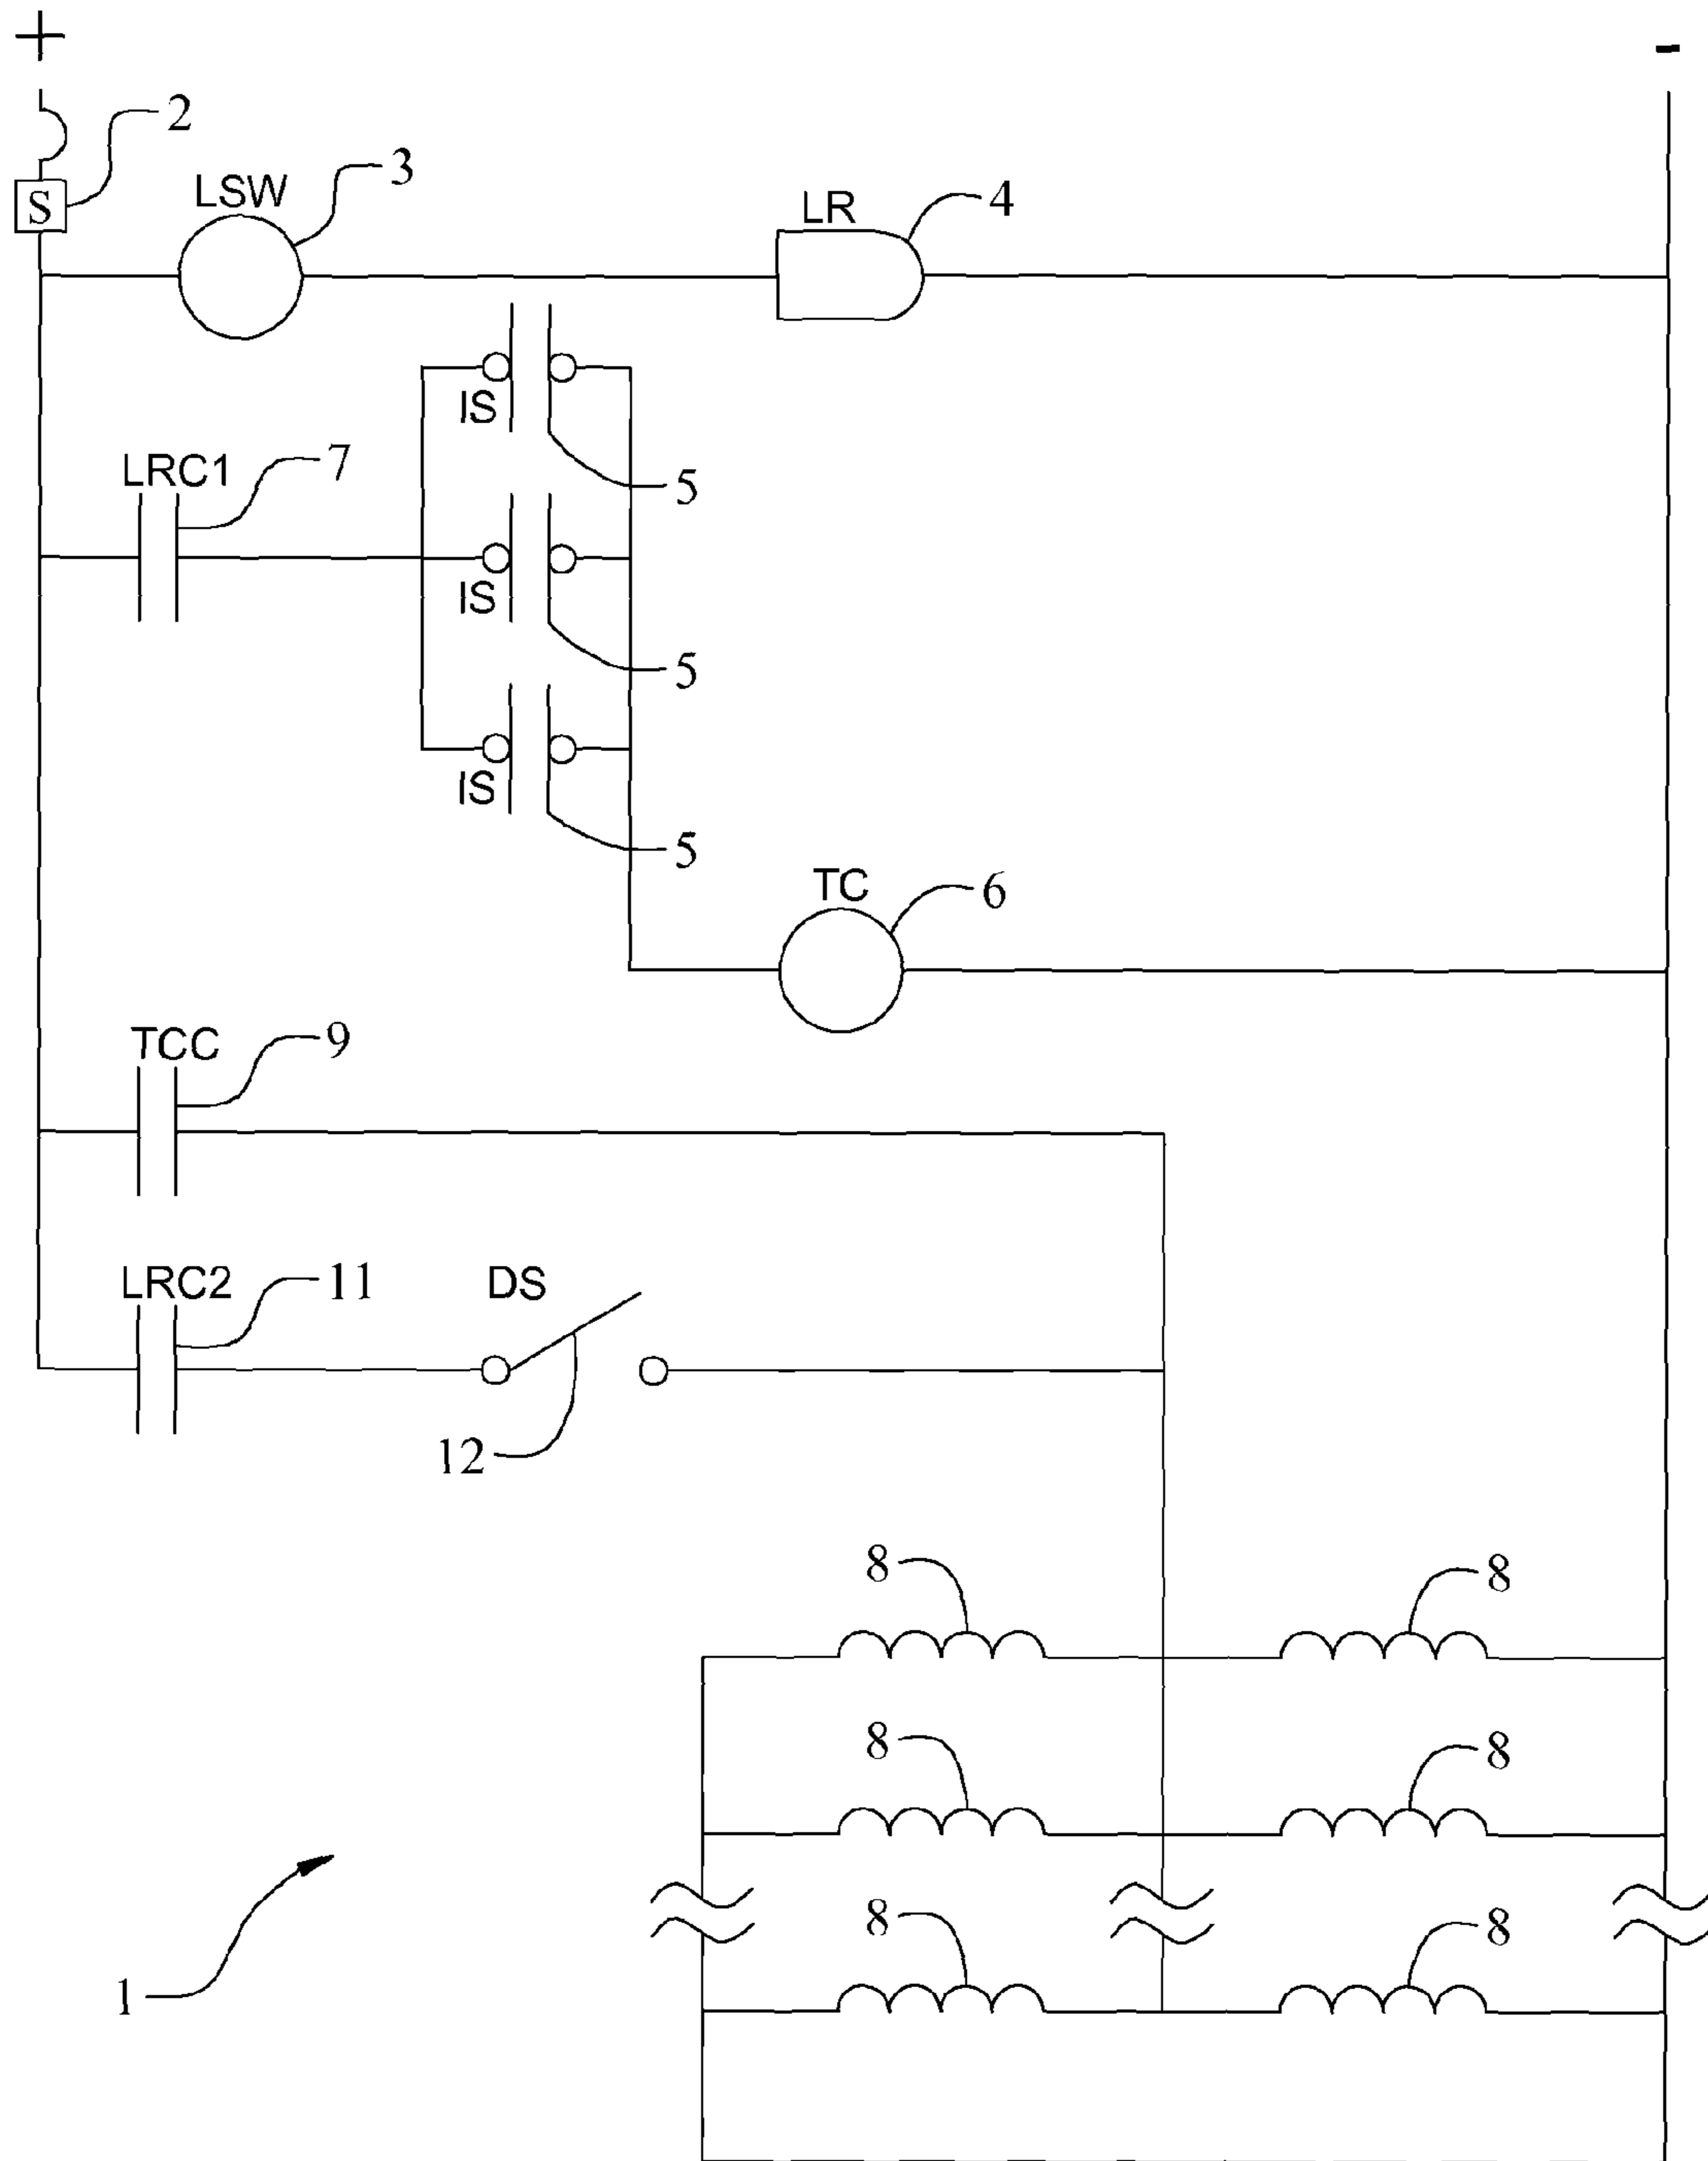 + -
2
S
LSW 3
LR 4
IS 5
LRC1 7
IS 5
IS 5
TC 6
TCC 9
LRC2 11
DS
12
8 8
8 8
8 8
1